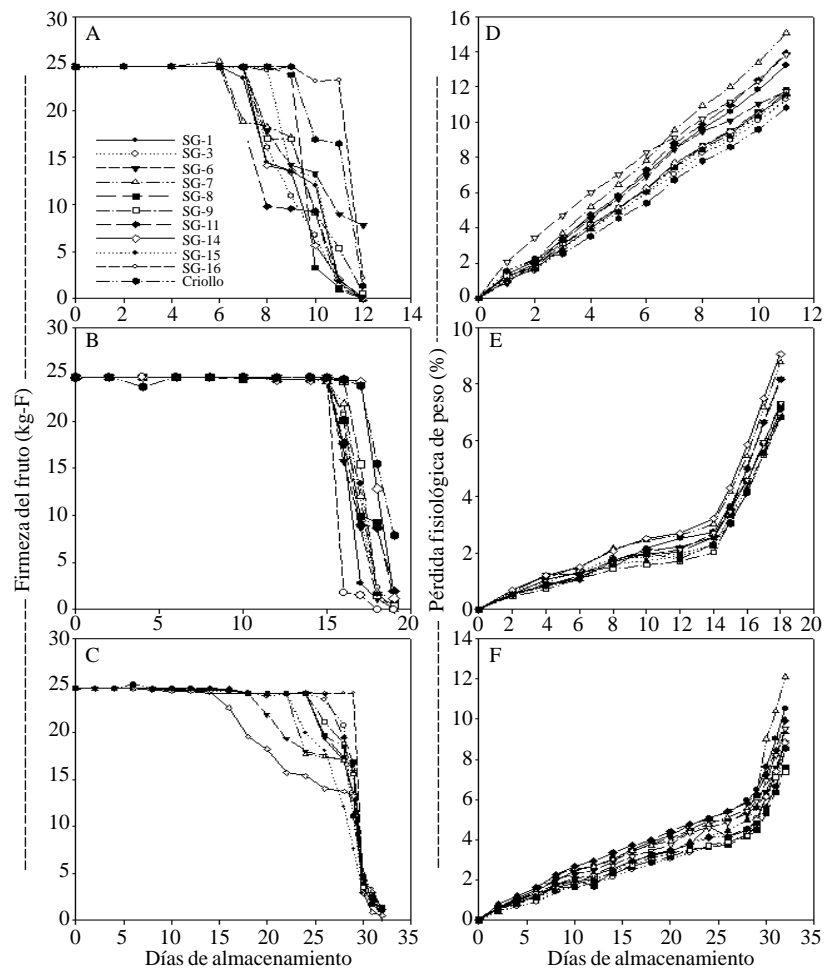 A
30
25
20
15
10
5
0
SG-1
SG-3
SG-6
SG-7
SG-8
SG-9
SG-11
SG-14
SG-15
SG-16
Criollo
0 2 4 6 8 10 12 14
D
16
14
12
10
8
6
4
2
0
0 2 4 6 8 10 12
B
30
25
20
15
10
5
0
0 5 10 15 20
E
10
8
6
4
2
0
0 2 4 6 8 10 12 14 16 18 20
C
30
25
20
15
10
5
0
0 5 10 15 20 25 30 35
Días de almacenamiento
F
14
12
10
8
6
4
2
0
0 5 10 15 20 25 30 35
Días de almacenamiento
Firmeza del fruto (kg-F)
Pérdida fisiológica de peso (%)